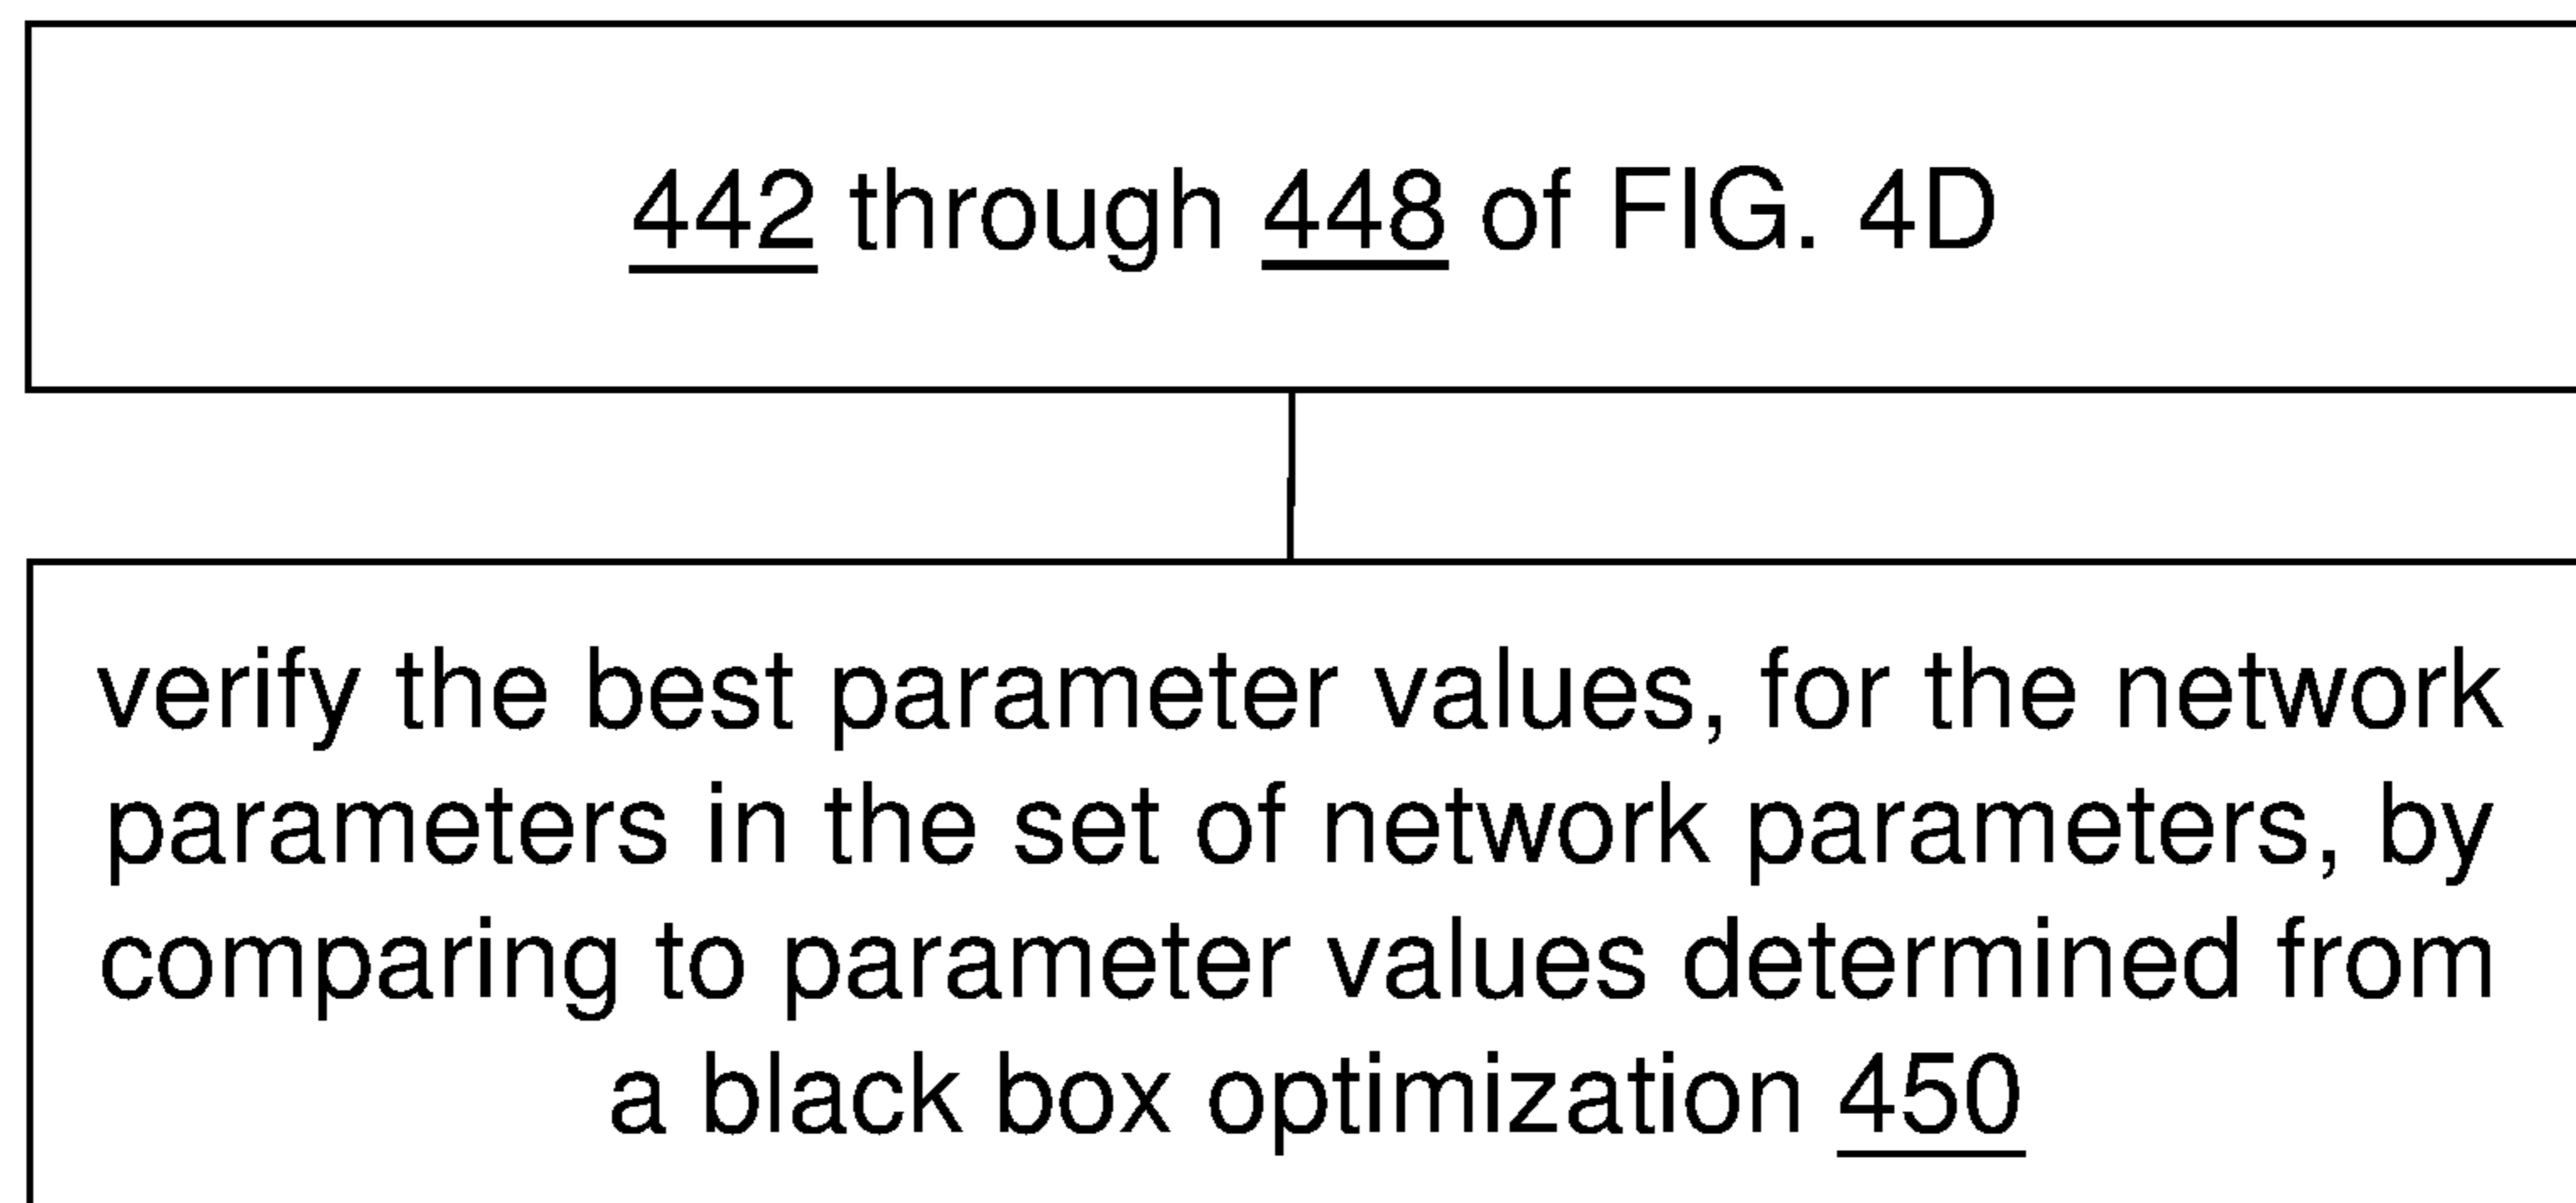 442 through 448 of FIG. 4D
verify the best parameter values, for the network
parameters in the set of network parameters, by
comparing to parameter values determined from
a black box optimization 450